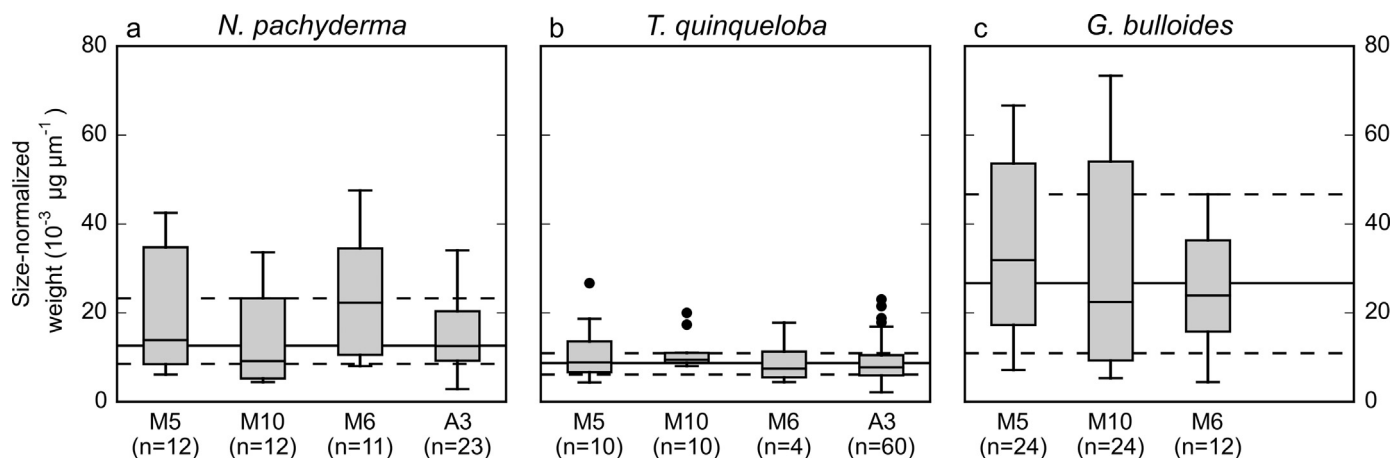 a N. pachyderma
b T. quinqueloba
c G. bulloides
Size-normalized
weight (10⁻³ µg µm⁻¹ )
80
60
40
20
0
M5 M10 M6 A3
(n=12) (n=12) (n=11) (n=23)
M5 M10 M6 A3
(n=10) (n=10) (n=4) (n=60)
M5 M10 M6
(n=24) (n=24) (n=12)
80
60
40
20
0